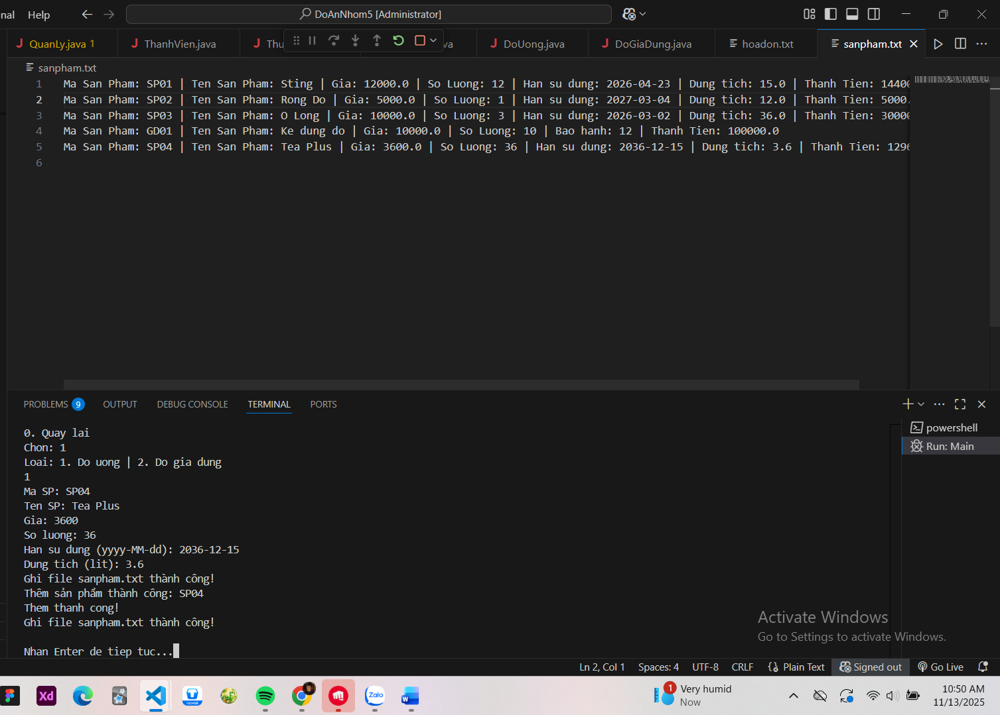 nal Help DoAnNhom5 [Administrator]
QuanLy.java 1 ThanhVien.java Thu va DoUong.java DoGiaDung.java hoadon.txt sanpham.txt
sanpham.txt
1 Ma San Pham: SP01 | Ten San Pham: Sting | Gia: 12000.0 | So Luong: 12 | Han su dung: 2026-04-23 | Dung tich: 15.0 | Thanh Tien: 14400
2 Ma San Pham: SP02 | Ten San Pham: Rong Do | Gia: 5000.0 | So Luong: 1 | Han su dung: 2027-03-04 | Dung tich: 12.0 | Thanh Tien: 5000.
3 Ma San Pham: SP03 | Ten San Pham: O Long | Gia: 10000.0 | So Luong: 3 | Han su dung: 2026-03-02 | Dung tich: 36.0 | Thanh Tien: 30000
4 Ma San Pham: GD01 | Ten San Pham: Ke dung do | Gia: 10000.0 | So Luong: 10 | Bao hanh: 12 | Thanh Tien: 100000.0
5 Ma San Pham: SP04 | Ten San Pham: Tea Plus | Gia: 3600.0 | So Luong: 36 | Han su dung: 2036-12-15 | Dung tich: 3.6 | Thanh Tien: 1296
6
PROBLEMS 9 OUTPUT DEBUG CONSOLE TERMINAL PORTS
powershell
Run: Main
0. Quay lai
Chon: 1
Loai: 1. Do uong | 2. Do gia dung
1
Ma SP: SP04
Ten SP: Tea Plus
Gia: 3600
So luong: 36
Han su dung (yyyy-MM-dd): 2036-12-15
Dung tich (lit): 3.6
Ghi file sanpham.txt thành công!
Thêm sản phẩm thành công: SP04
Them thanh cong!
Ghi file sanpham.txt thành công!
Nhan Enter de tiep tuc...
Activate Windows
Go to Settings to activate Windows.
Ln 2, Col 1 Spaces: 4 UTF-8 CRLF Plain Text Signed out Go Live
Xd
1024GB
Zalo
W
1 Very humid
Now
10:50 AM
11/13/2025